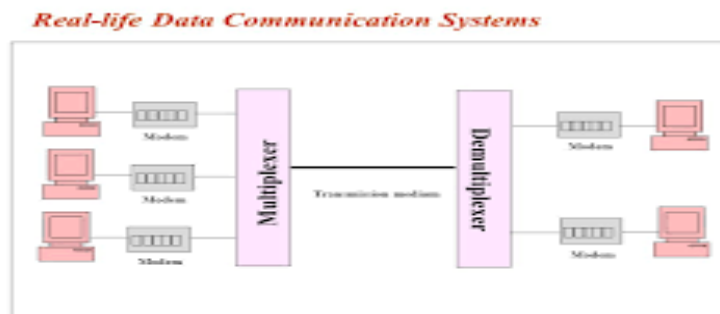 Real-life Data Communication Systems
Modem
Modem
Modem
Multiplexer
Transmission medium
Demultiplexer
Modem
Modem